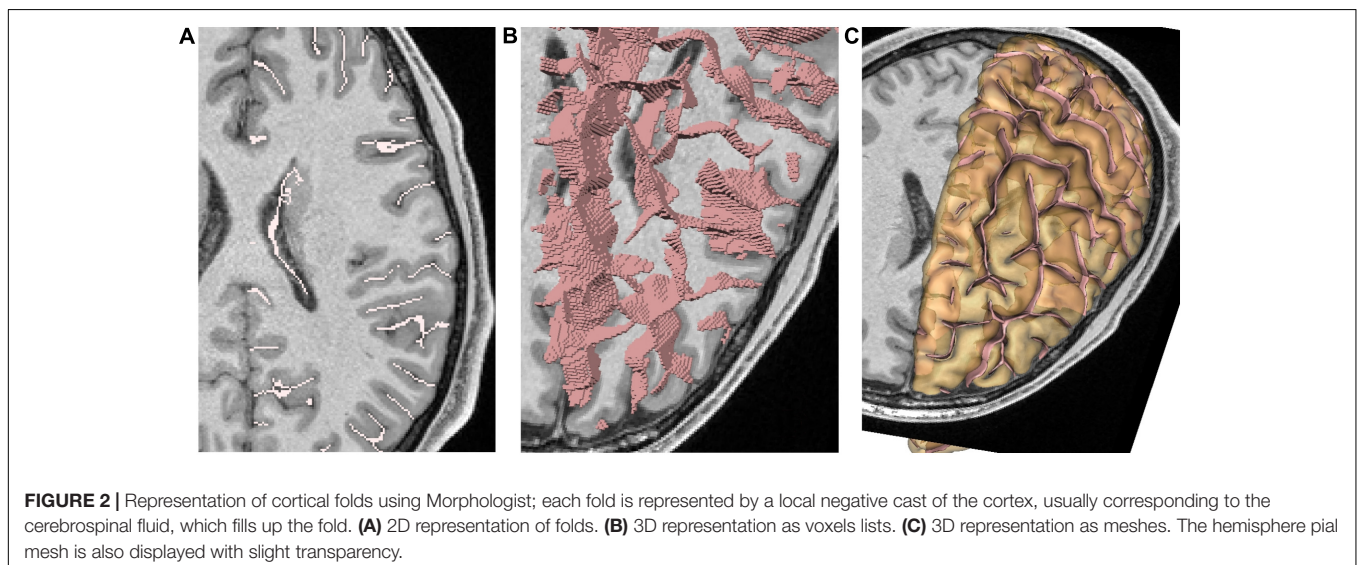 A
B
C
FIGURE 2 | Representation of cortical folds using Morphologist; each fold is represented by a local negative cast of the cortex, usually corresponding to the
cerebrospinal fluid, which fills up the fold. (A) 2D representation of folds. (B) 3D representation as voxels lists. (C) 3D representation as meshes. The hemisphere pial
mesh is also displayed with slight transparency.